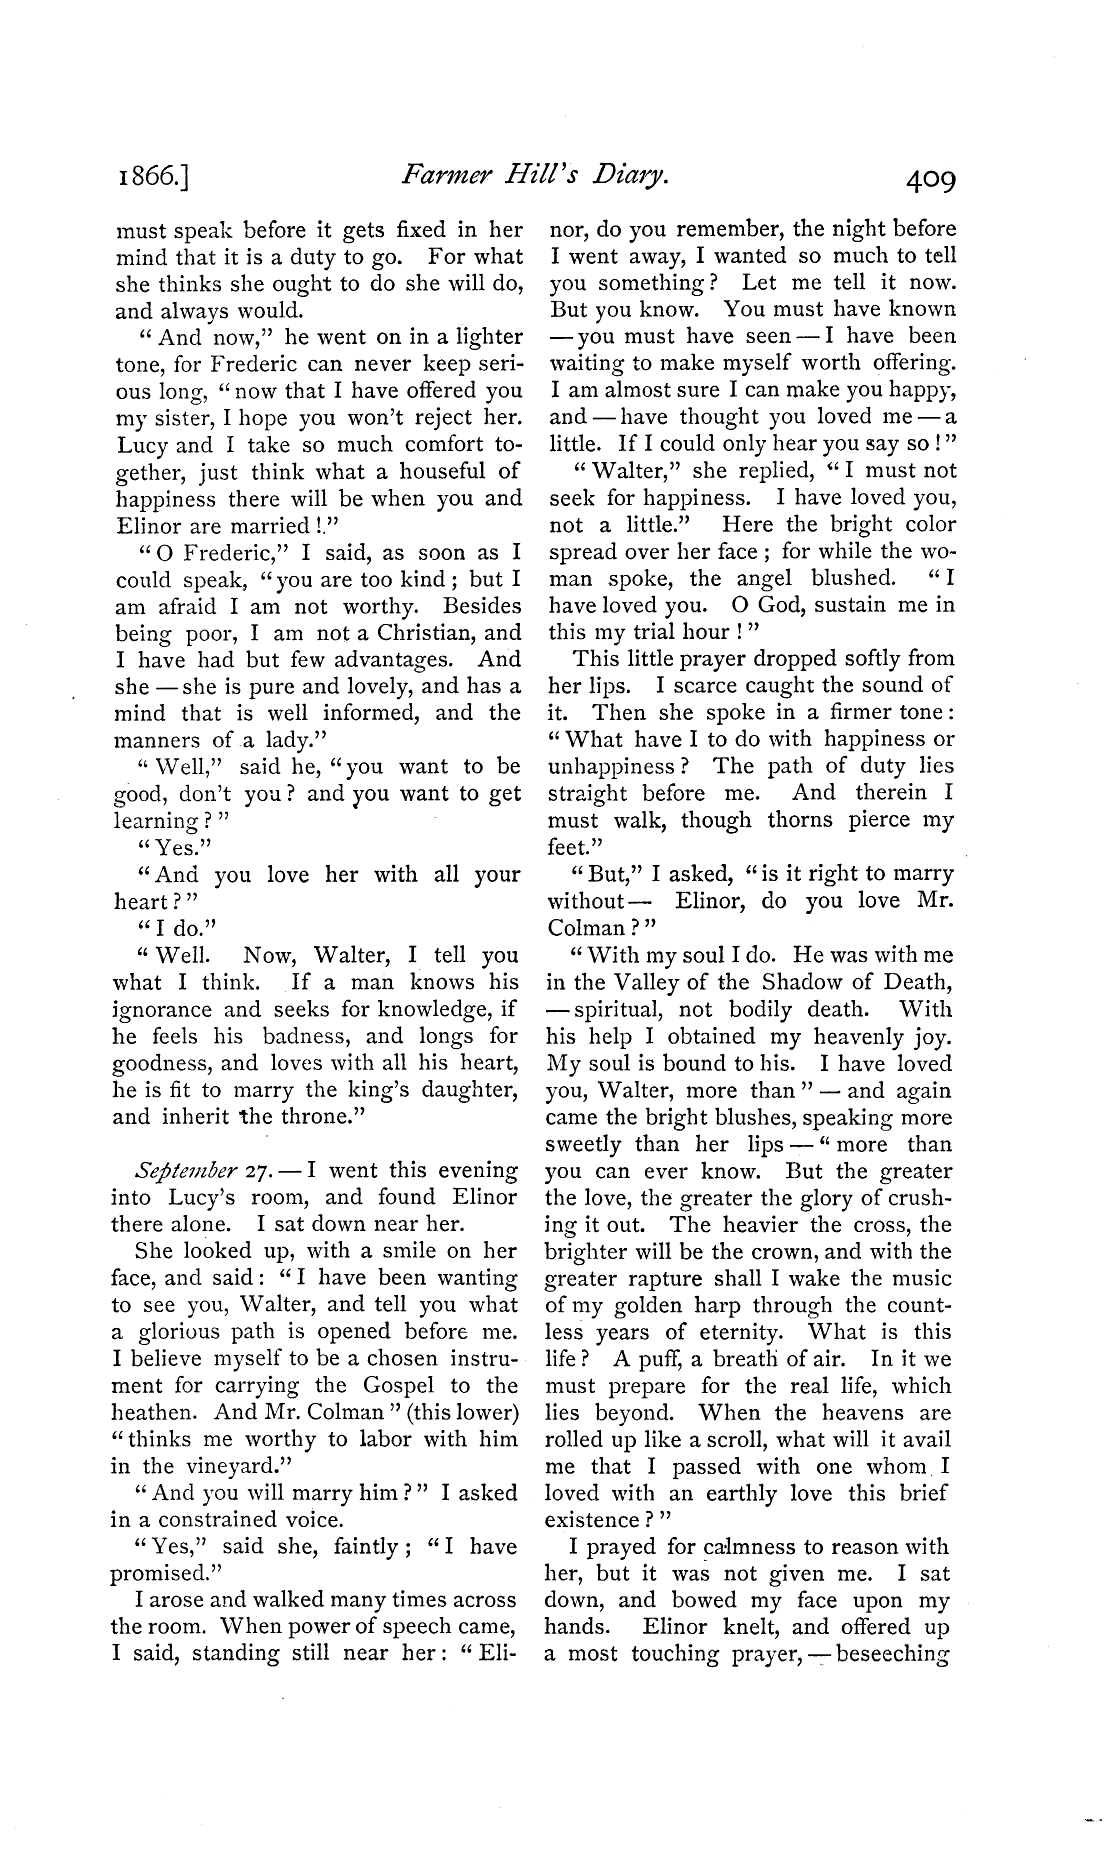 1866.] Farmer Hill's Diary. 409
must speak before it gets fixed in her
mind that it is a duty to go. For what
she thinks she ought to do she will do,
and always would.
"And now," he went on in a lighter
tone, for Frederic can never keep seri-
ous long, "now that I have offered you
my sister, I hope you won't reject her.
Lucy and I take so much comfort to-
gether, just think what a houseful of
happiness there will be when you and
Elinor are married!."
"O Frederic," I said, as soon as I
could speak, "you are too kind; but I
am afraid I am not worthy. Besides
being poor, I am not a Christian, and
I have had but few advantages. And
she — she is pure and lovely, and has a
mind that is well informed, and the
manners of a lady."
"Well," said he, "you want to be
good, don't you? and you want to get
learning?"
"Yes."
"And you love her with all your
heart?"
"I do."
"Well. Now, Walter, I tell you
what I think. If a man knows his
ignorance and seeks for knowledge, if
he feels his badness, and longs for
goodness, and loves with all his heart,
he is fit to marry the king's daughter,
and inherit the throne."
September 27. — I went this evening
into Lucy's room, and found Elinor
there alone. I sat down near her.
She looked up, with a smile on her
face, and said: "I have been wanting
to see you, Walter, and tell you what
a glorious path is opened before me.
I believe myself to be a chosen instru-
ment for carrying the Gospel to the
heathen. And Mr. Colman" (this lower)
"thinks me worthy to labor with him
in the vineyard."
"And you will marry him?" I asked
in a constrained voice.
"Yes," said she, faintly; "I have
promised."
I arose and walked many times across
the room. When power of speech came,
I said, standing still near her: "Eli-
nor, do you remember, the night before
I went away, I wanted so much to tell
you something? Let me tell it now.
But you know. You must have known
— you must have seen — I have been
waiting to make myself worth offering.
I am almost sure I can make you happy,
and — have thought you loved me — a
little. If I could only hear you say so!"
"Walter," she replied, "I must not
seek for happiness. I have loved you,
not a little." Here the bright color
spread over her face; for while the wo-
man spoke, the angel blushed. "I
have loved you. O God, sustain me in
this my trial hour!"
This little prayer dropped softly from
her lips. I scarce caught the sound of
it. Then she spoke in a firmer tone:
"What have I to do with happiness or
unhappiness? The path of duty lies
straight before me. And therein I
must walk, though thorns pierce my
feet."
"But," I asked, "is it right to marry
without— Elinor, do you love Mr.
Colman?"
"With my soul I do. He was with me
in the Valley of the Shadow of Death,
— spiritual, not bodily death. With
his help I obtained my heavenly joy.
My soul is bound to his. I have loved
you, Walter, more than" — and again
came the bright blushes, speaking more
sweetly than her lips — "more than
you can ever know. But the greater
the love, the greater the glory of crush-
ing it out. The heavier the cross, the
brighter will be the crown, and with the
greater rapture shall I wake the music
of my golden harp through the count-
less years of eternity. What is this
life? A puff, a breath of air. In it we
must prepare for the real life, which
lies beyond. When the heavens are
rolled up like a scroll, what will it avail
me that I passed with one whom I
loved with an earthly love this brief
existence?"
I prayed for calmness to reason with
her, but it was not given me. I sat
down, and bowed my face upon my
hands. Elinor knelt, and offered up
a most touching prayer, — beseeching